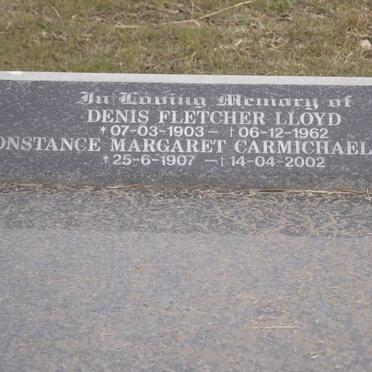 In Loving Memory of
DENIS FLETCHER LLOYD
*07-03-1903 – †06-12-1962
ONSTANCE MARGARET CARMICHAEL
*25-6-1907 – †14-04-2002